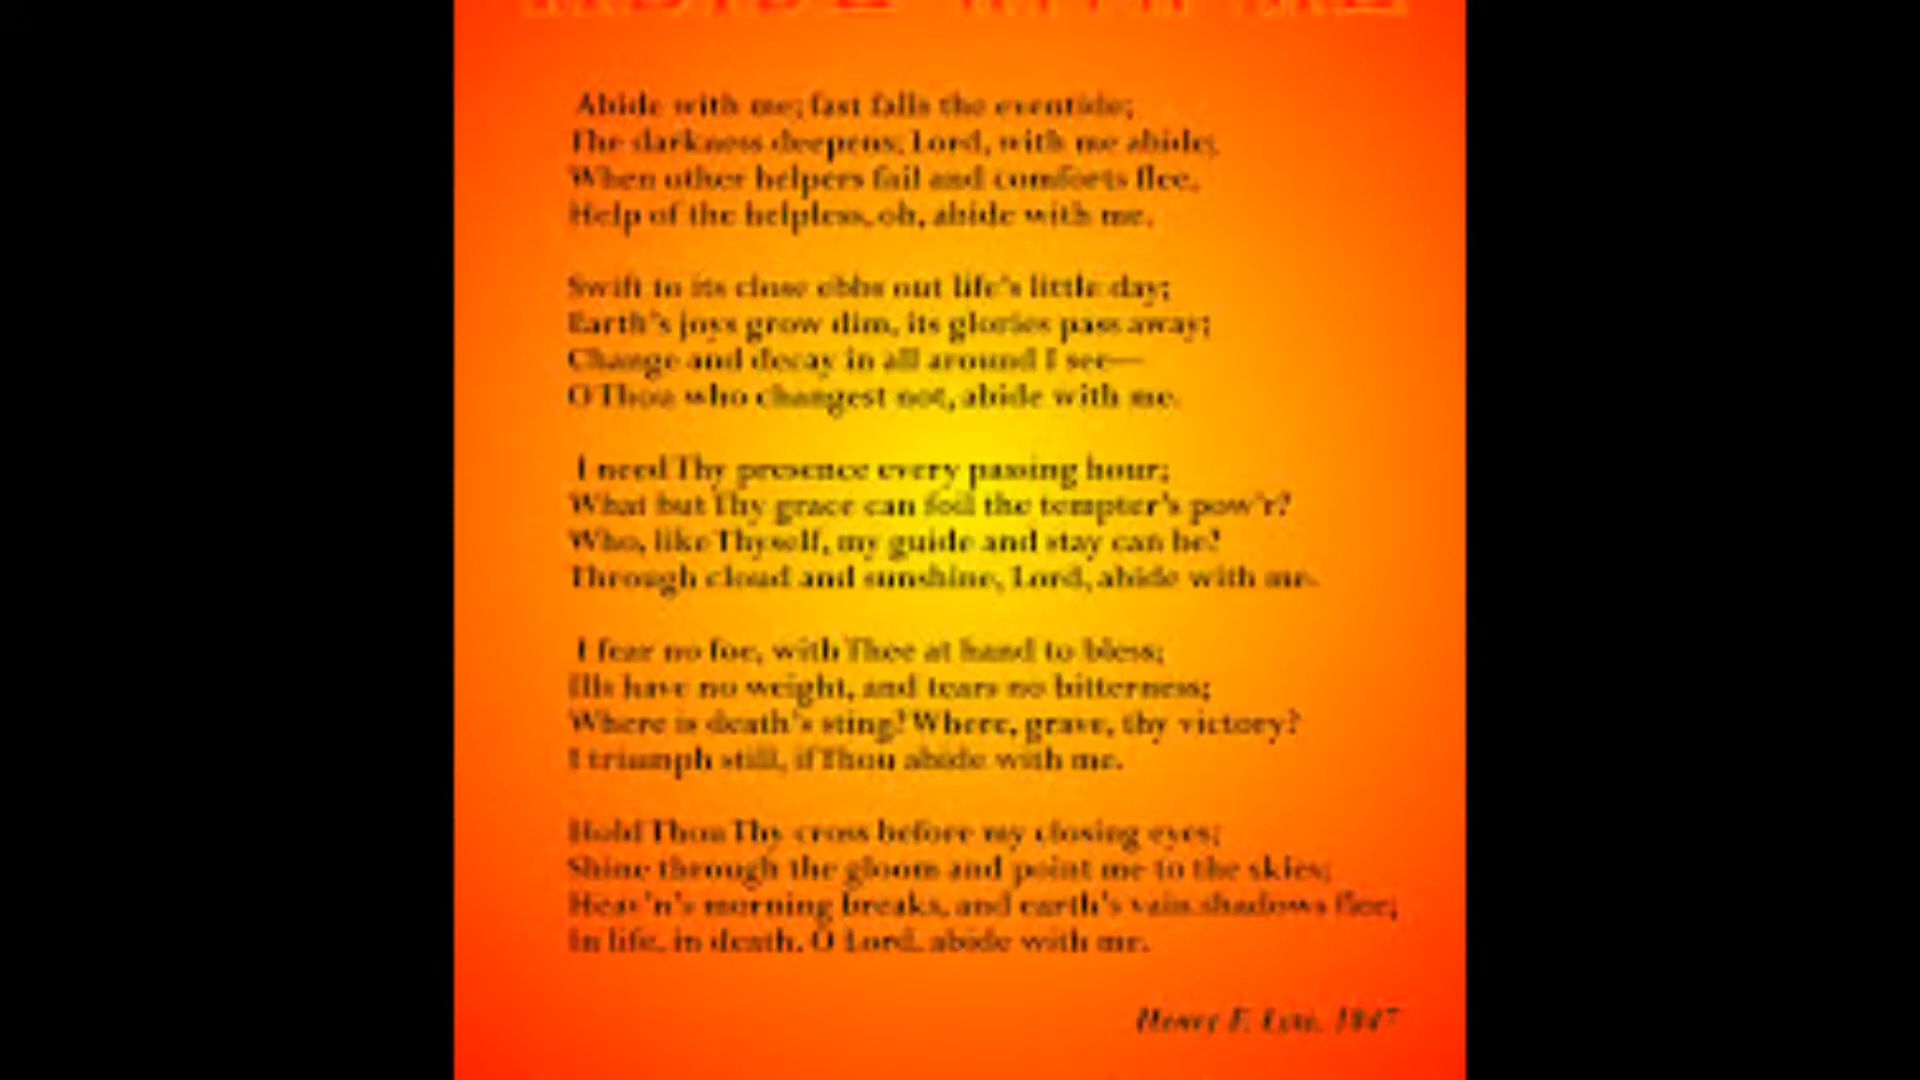 ABIDE WITH ME
Abide with me; fast falls the eventide;
The darkness deepens; Lord, with me abide;
When other helpers fail and comforts flee,
Help of the helpless, oh, abide with me.
Swift to its close ebbs out life's little day;
Earth's joys grow dim, its glories pass away;
Change and decay in all around I see—
O Thou who changest not, abide with me.
I need Thy presence every passing hour;
What but Thy grace can foil the tempter's pow'r?
Who, like Thyself, my guide and stay can be?
Through cloud and sunshine, Lord, abide with me.
I fear no foe, with Thee at hand to bless;
Ills have no weight, and tears no bitterness;
Where is death's sting? Where, grave, thy victory?
I triumph still, if Thou abide with me.
Hold Thou Thy cross before my closing eyes;
Shine through the gloom and point me to the skies;
Heav'n's morning breaks, and earth's vain shadows flee;
In life, in death, O Lord, abide with me.
Henry F. Lyte, 1847